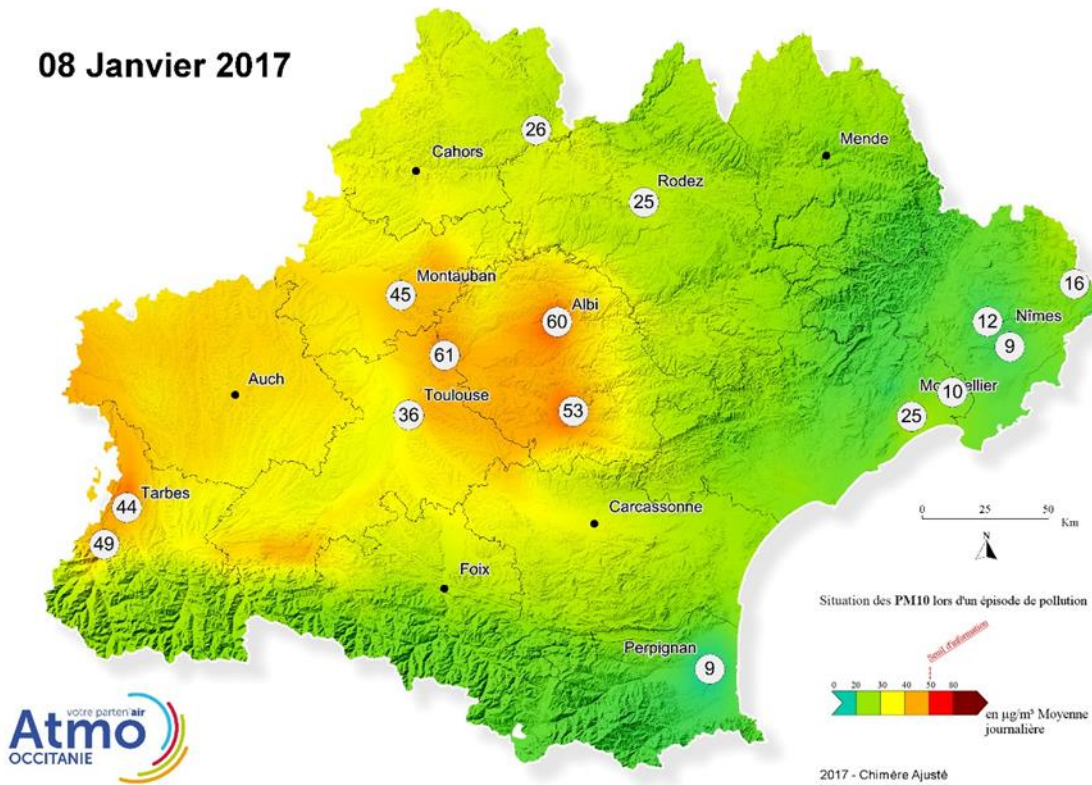 08 Janvier 2017
26
Cahors
Mende
Rodez
25
Montauban
45
Albi
60
16
12
Nîmes
9
61
Auch
Toulouse
36
53
10
25
Tarbes
44
49
Carcassonne
Foix
Perpignan
9
0 25 50
Km
N
Situation des PM10 lors d'un épisode de pollution
Seuil d'information
0 20 30 40 50 80
en µg/m³ Moyenne
journalière
votre parten'air
Atmo
OCCITANIE
2017 - Chimère Ajusté